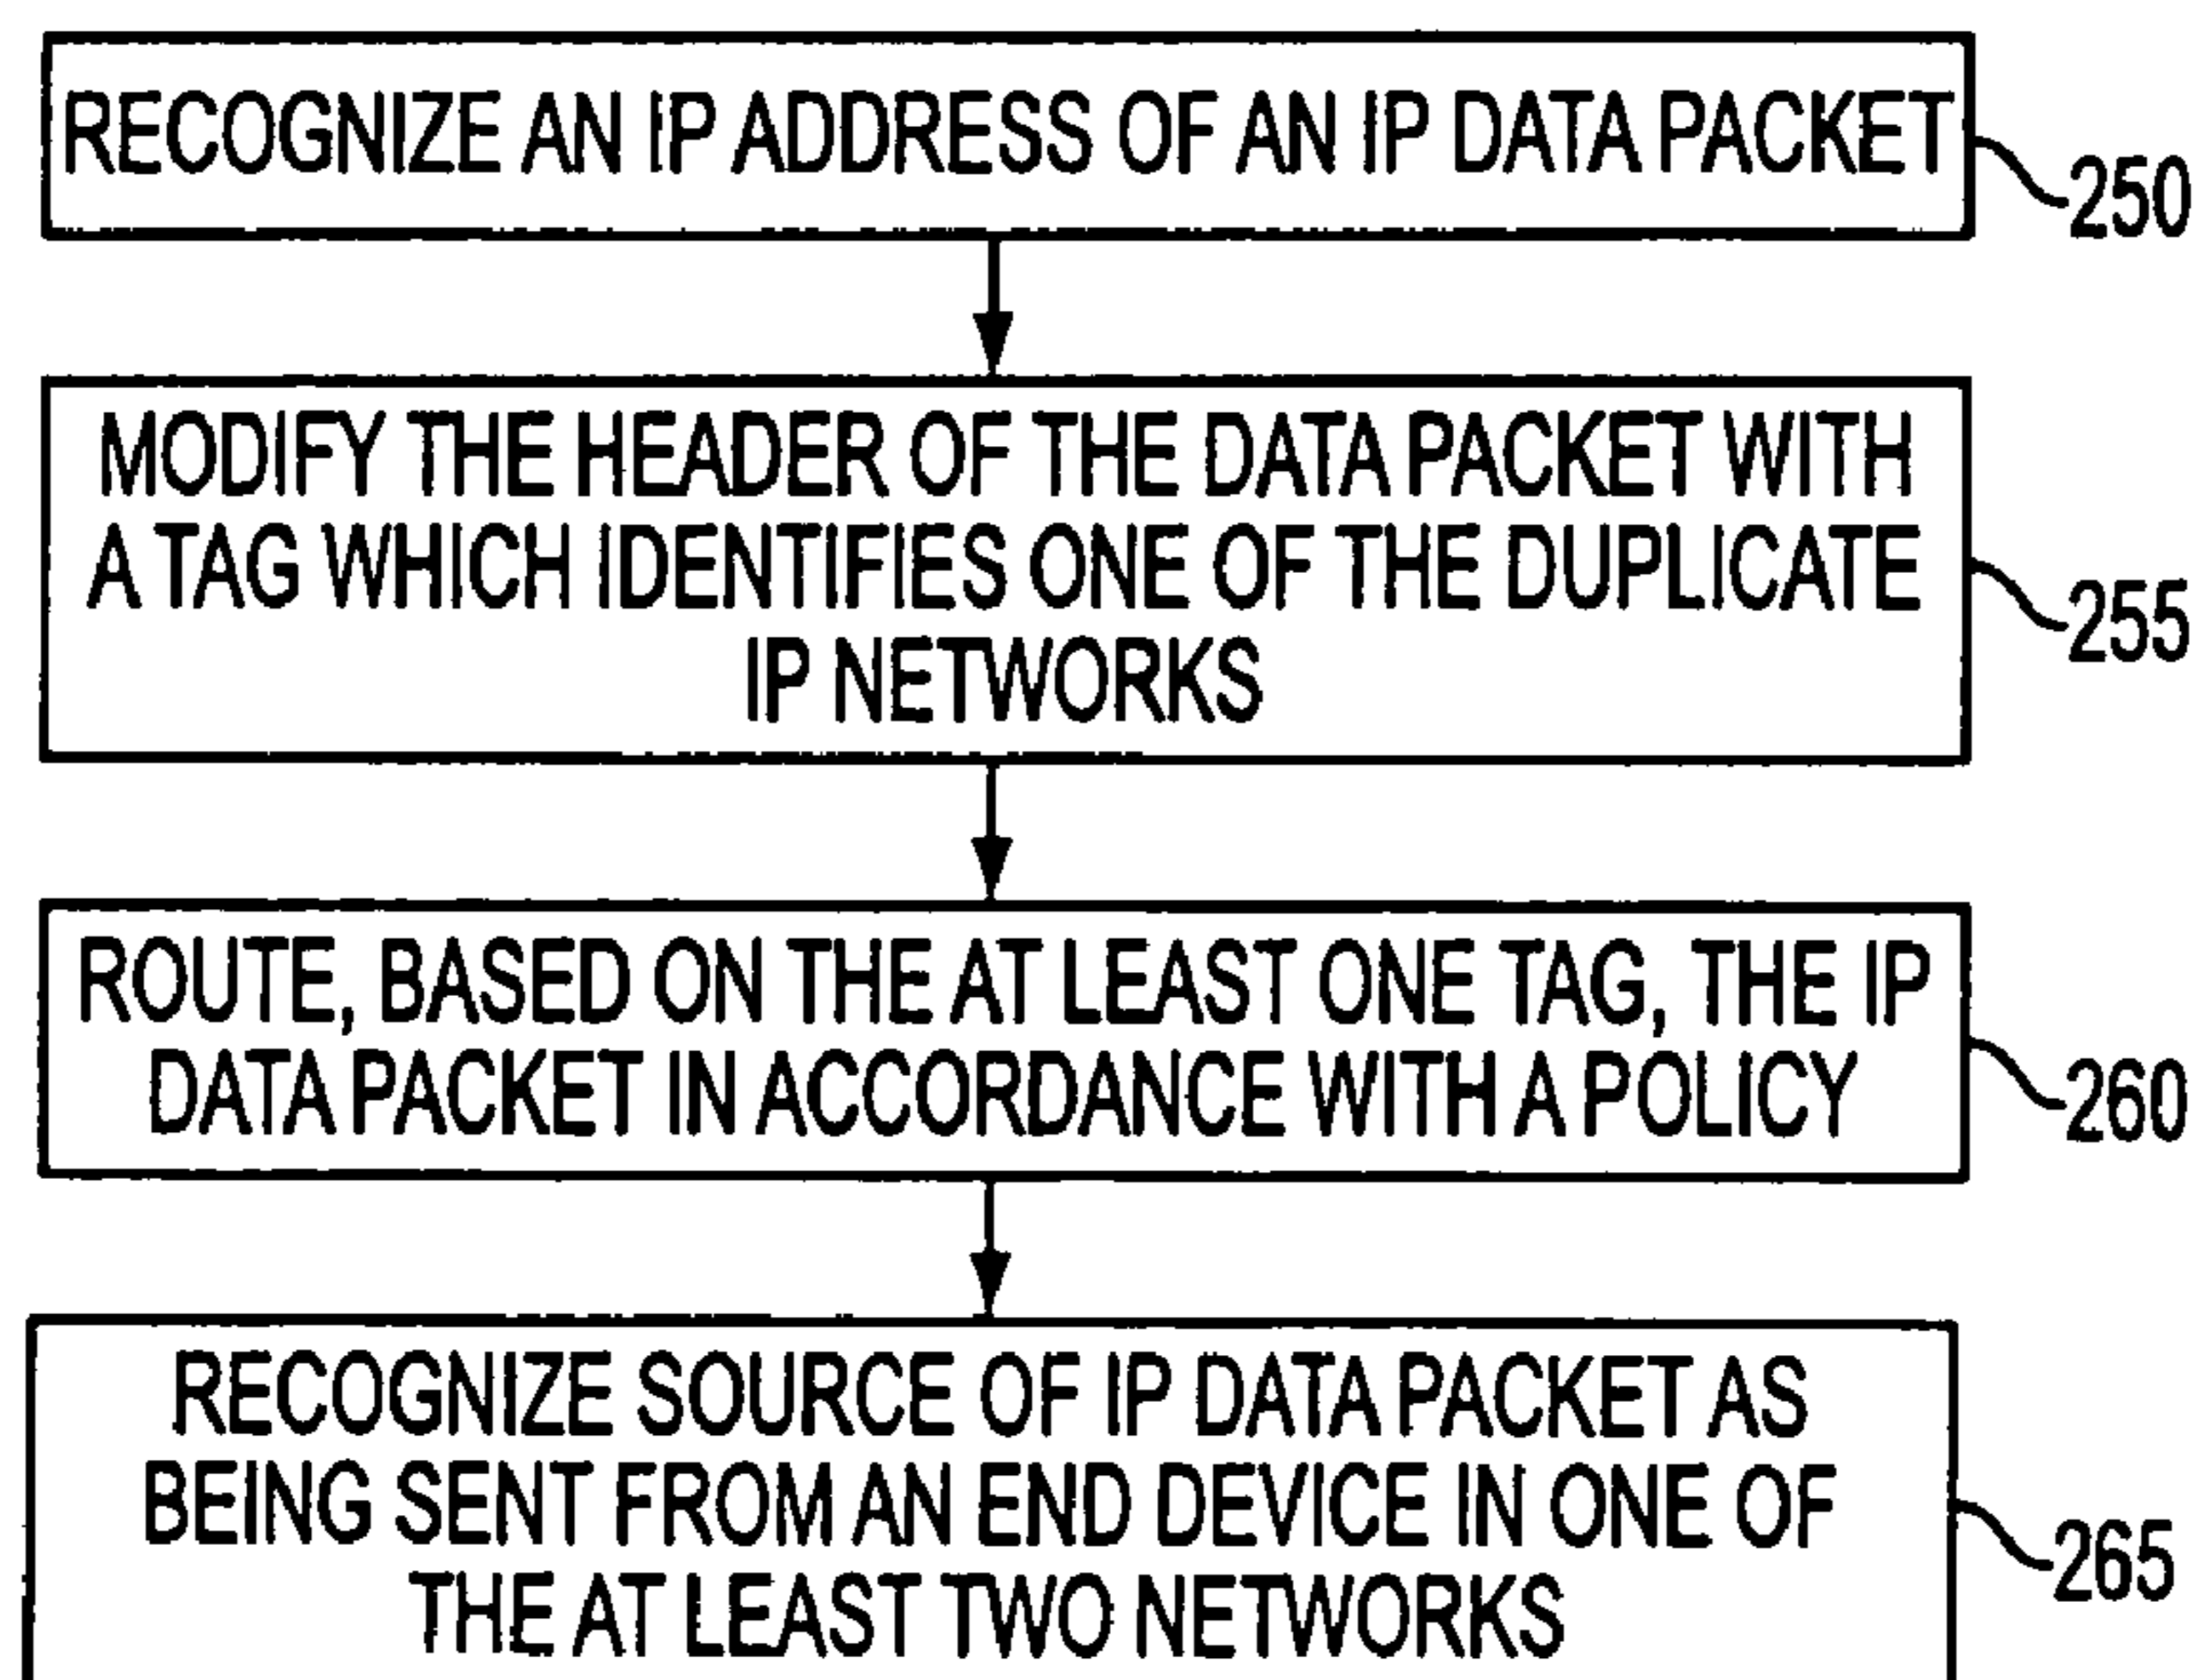 RECOGNIZE AN IP ADDRESS OF AN IP DATA PACKET
250
MODIFY THE HEADER OF THE DATA PACKET WITH
A TAG WHICH IDENTIFIES ONE OF THE DUPLICATE
IP NETWORKS
255
ROUTE, BASED ON THE AT LEAST ONE TAG, THE IP
DATA PACKET IN ACCORDANCE WITH A POLICY
260
RECOGNIZE SOURCE OF IP DATA PACKET AS
BEING SENT FROM AN END DEVICE IN ONE OF
THE AT LEAST TWO NETWORKS
265